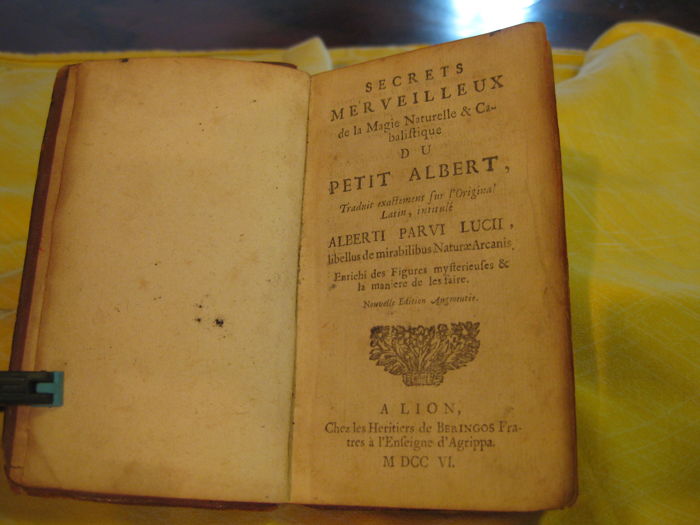 SECRETS
MERVEILLEUX
de la Magie Naturelle & Ca-
baliſtique
DU
PETIT ALBERT,
Traduit exactement ſur l'Original
Latin, intitulé
ALBERTI PARVI LUCII,
libellus de mirabilibus Naturæ Arcanis.
Enrichi des Figures myſterieuſes &
la maniere de les faire.
Nouvelle Edition Augmentée.
A LION,
Chez les Heritiers de BERINGOS Fra-
tres à l'Enſeigne d'Agrippa.
M DCC VI.